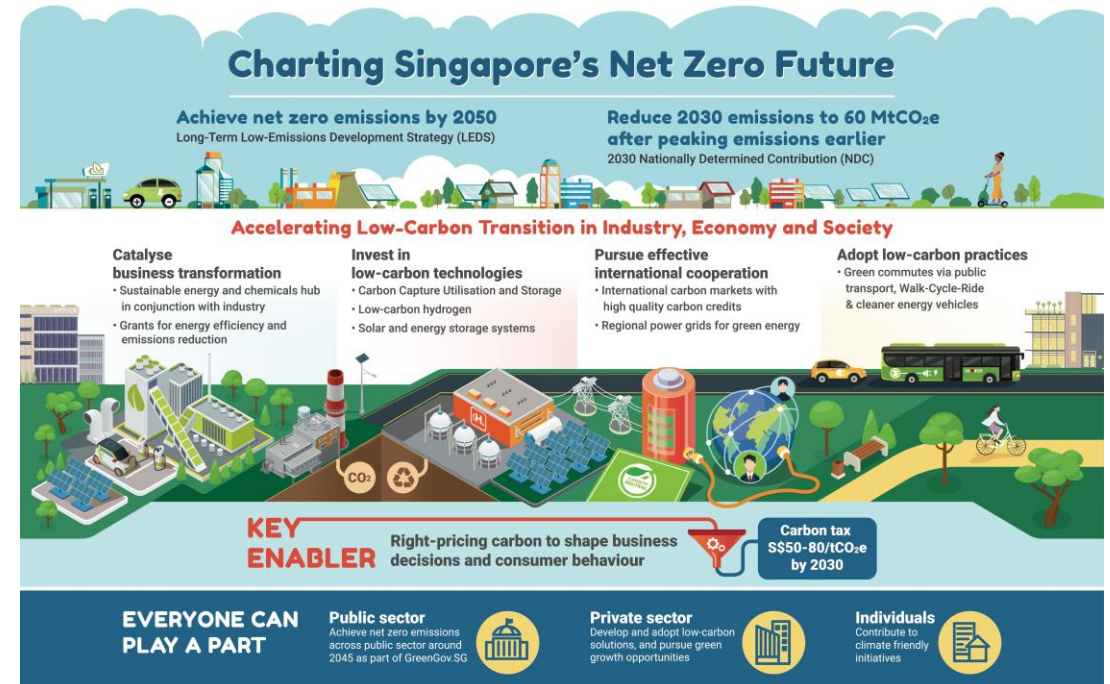 Charting Singapore's Net Zero Future
Achieve net zero emissions by 2050
Long-Term Low-Emissions Development Strategy (LEDS)
Reduce 2030 emissions to 60 MtCO₂e
after peaking emissions earlier
2030 Nationally Determined Contribution (NDC)
Accelerating Low-Carbon Transition in Industry, Economy and Society
Catalyse
business transformation
• Sustainable energy and chemicals hub
in conjunction with industry
• Grants for energy efficiency and
emissions reduction
Invest in
low-carbon technologies
• Carbon Capture Utilisation and Storage
• Low-carbon hydrogen
• Solar and energy storage systems
Pursue effective
international cooperation
• International carbon markets with
high quality carbon credits
• Regional power grids for green energy
Adopt low-carbon practices
• Green commutes via public
transport, Walk-Cycle-Ride
& cleaner energy vehicles
CO₂
CARBON
NEUTRAL
KEY
ENABLER
Right-pricing carbon to shape business
decisions and consumer behaviour
Carbon tax
S$50-80/tCO₂e
by 2030
EVERYONE CAN
PLAY A PART
Public sector
Achieve net zero emissions
across public sector around
2045 as part of GreenGov.SG
Private sector
Develop and adopt low-carbon
solutions, and pursue green
growth opportunities
Individuals
Contribute to
climate friendly
initiatives